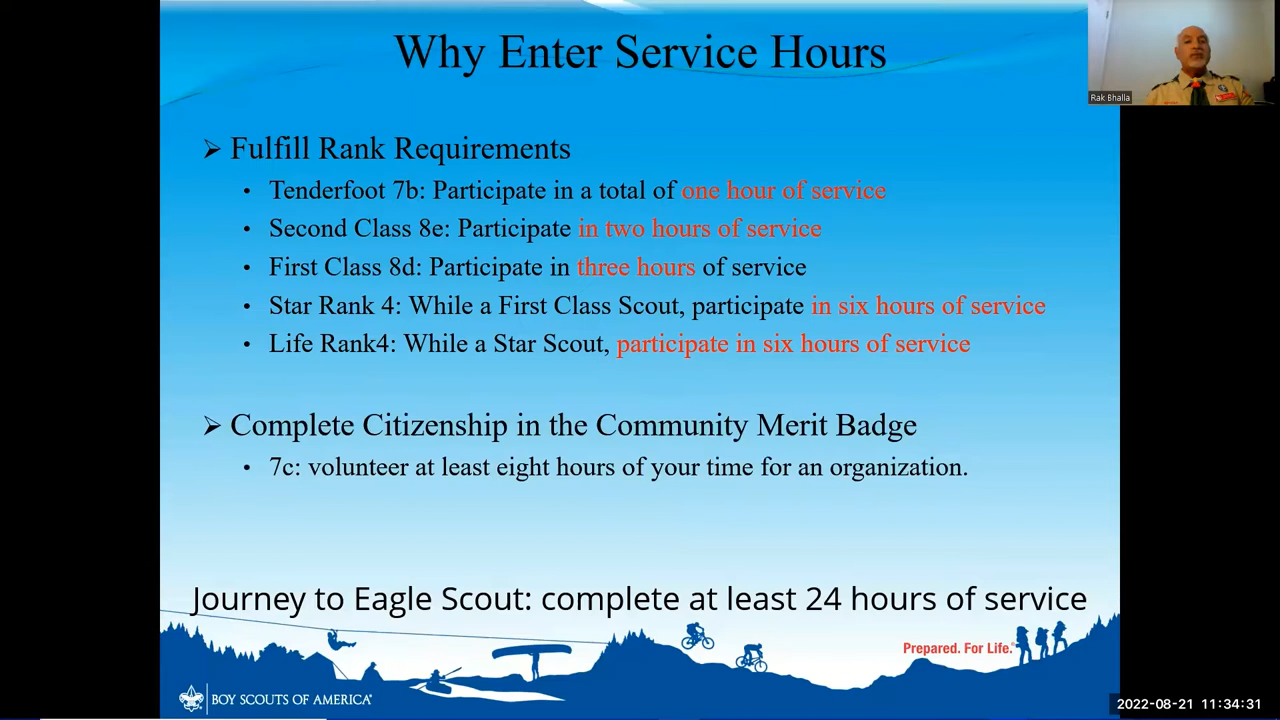 Why Enter Service Hours
Rak Bhalla
➢ Fulfill Rank Requirements
• Tenderfoot 7b: Participate in a total of one hour of service
• Second Class 8e: Participate in two hours of service
• First Class 8d: Participate in three hours of service
• Star Rank 4: While a First Class Scout, participate in six hours of service
• Life Rank4: While a Star Scout, participate in six hours of service
➢ Complete Citizenship in the Community Merit Badge
• 7c: volunteer at least eight hours of your time for an organization.
Journey to Eagle Scout: complete at least 24 hours of service
Prepared. For Life.®
BOY SCOUTS OF AMERICA®
2022-08-21 11:34:31